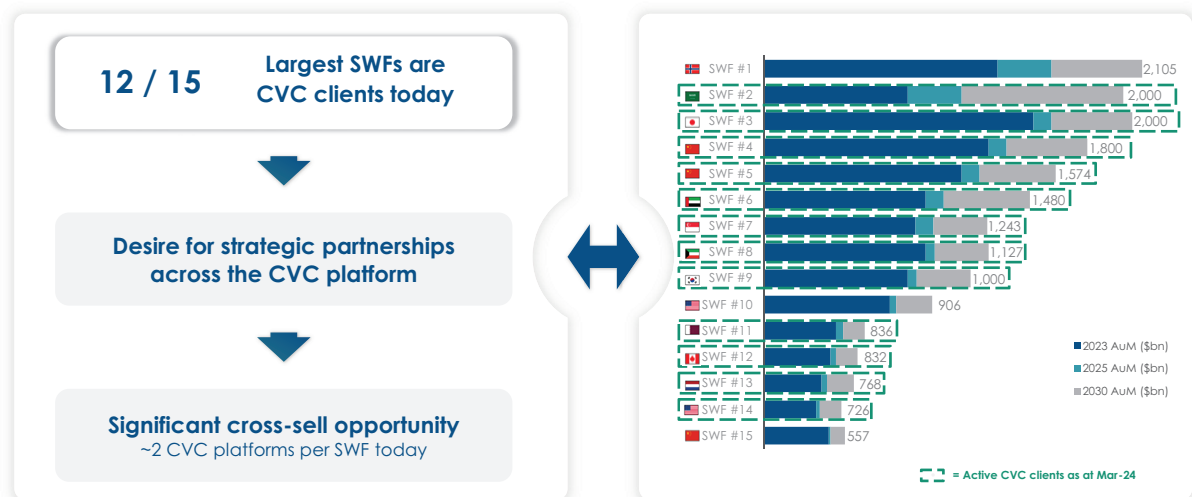 12 / 15
Largest SWFs are
CVC clients today
Desire for strategic partnerships
across the CVC platform
Significant cross-sell opportunity
~2 CVC platforms per SWF today
SWF #1 2,105
SWF #2 2,000
SWF #3 2,000
SWF #4 1,800
SWF #5 1,574
SWF #6 1,480
SWF #7 1,243
SWF #8 1,127
SWF #9 1,000
SWF #10 906
SWF #11 836
SWF #12 832
SWF #13 768
SWF #14 726
SWF #15 557
2023 AuM ($bn)
2025 AuM ($bn)
2030 AuM ($bn)
= Active CVC clients as at Mar-24